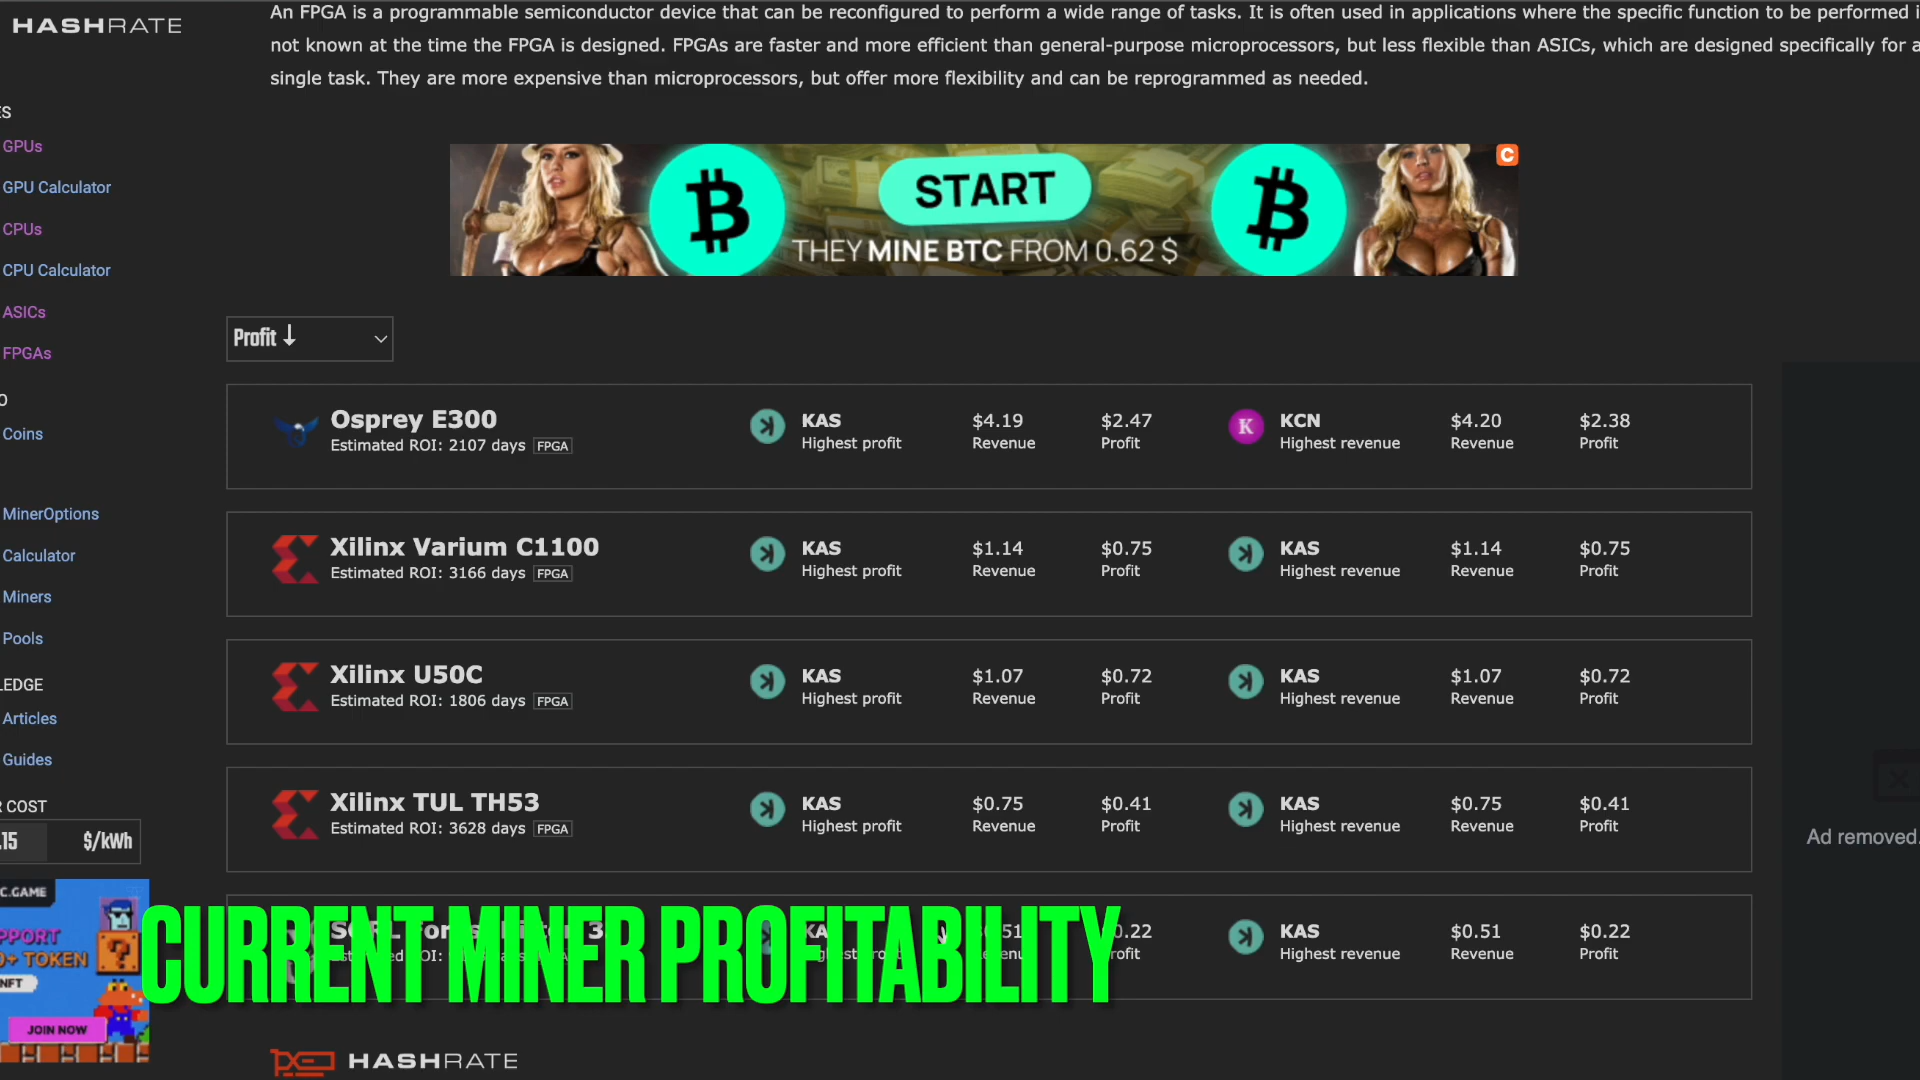 HASHRATE
An FPGA is a programmable semiconductor device that can be reconfigured to perform a wide range of tasks. It is often used in applications where the specific function to be performed i
not known at the time the FPGA is designed. FPGAs are faster and more efficient than general-purpose microprocessors, but less flexible than ASICs, which are designed specifically for a
single task. They are more expensive than microprocessors, but offer more flexibility and can be reprogrammed as needed.
ES
GPUs
GPU Calculator
CPUs
CPU Calculator
ASICs
FPGAs
O
Coins
MinerOptions
Calculator
Miners
Pools
LEDGE
Articles
Guides
R COST
.15 $/kWh
C.GAME
PPORT
0+ TOKEN
NFT
?
JOIN NOW
START
THEY MINE BTC FROM 0.62 $
C
Profit ↓
Osprey E300
Estimated ROI: 2107 days FPGA
KAS
Highest profit
$4.19
Revenue
$2.47
Profit
K
KCN
Highest revenue
$4.20
Revenue
$2.38
Profit
Xilinx Varium C1100
Estimated ROI: 3166 days FPGA
KAS
Highest profit
$1.14
Revenue
$0.75
Profit
KAS
Highest revenue
$1.14
Revenue
$0.75
Profit
Xilinx U50C
Estimated ROI: 1806 days FPGA
KAS
Highest profit
$1.07
Revenue
$0.72
Profit
KAS
Highest revenue
$1.07
Revenue
$0.72
Profit
Xilinx TUL TH53
Estimated ROI: 3628 days FPGA
KAS
Highest profit
$0.75
Revenue
$0.41
Profit
KAS
Highest revenue
$0.75
Revenue
$0.41
Profit
KAS
Highest revenue
$0.51
Revenue
$0.22
Profit
CURRENT MINER PROFITABILITY
Ad removed.
HASHRATE